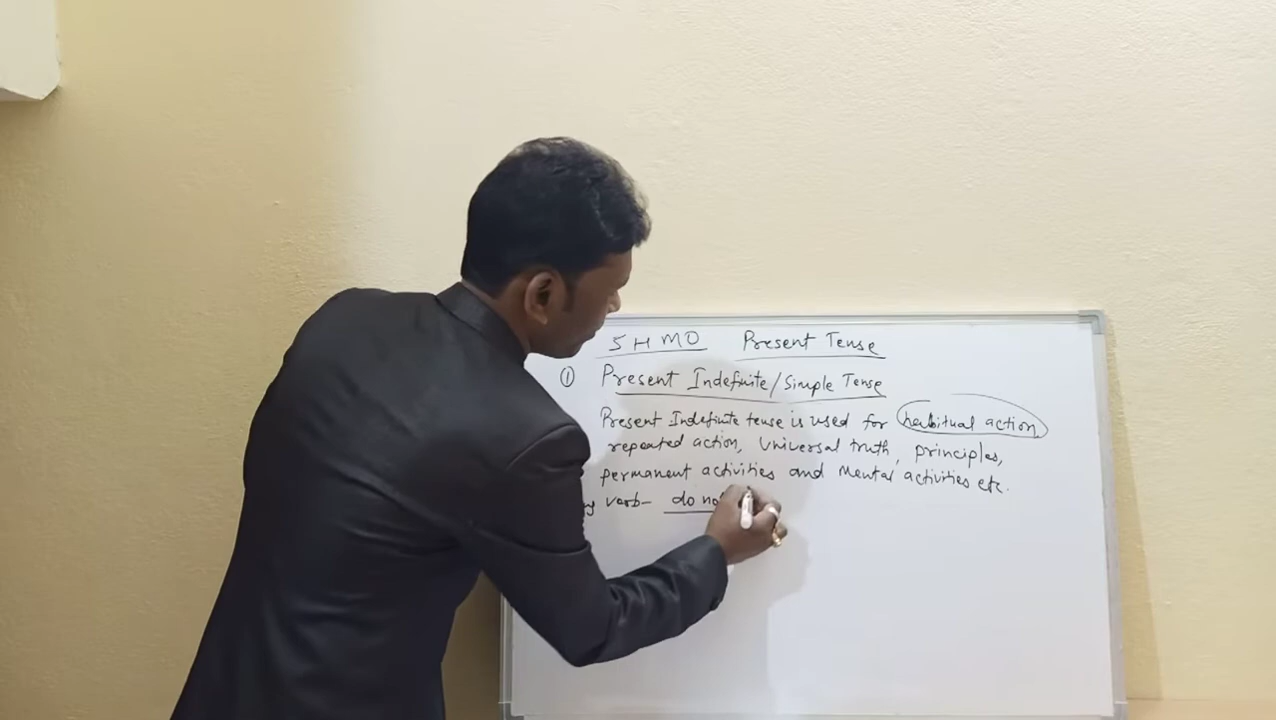 SHMO Present Tense
① Present Indefinite/Simple Tense
Present Indefinite tense is used for habitual action
repeated action, Universal truth, principles,
permanent activities and Mental activities etc.
verb- do not